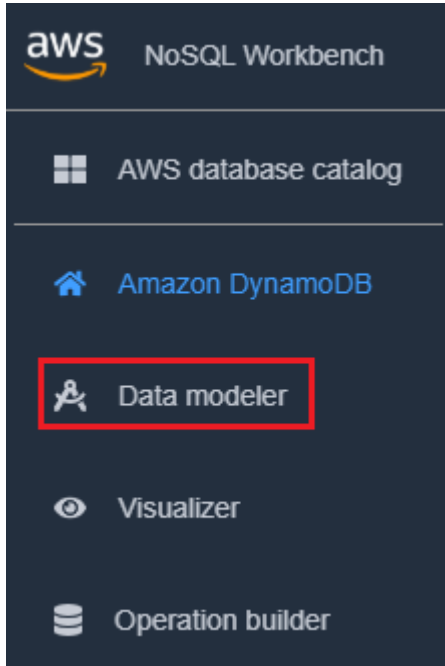 aws NoSQL Workbench
AWS database catalog
Amazon DynamoDB
Data modeler
Visualizer
Operation builder